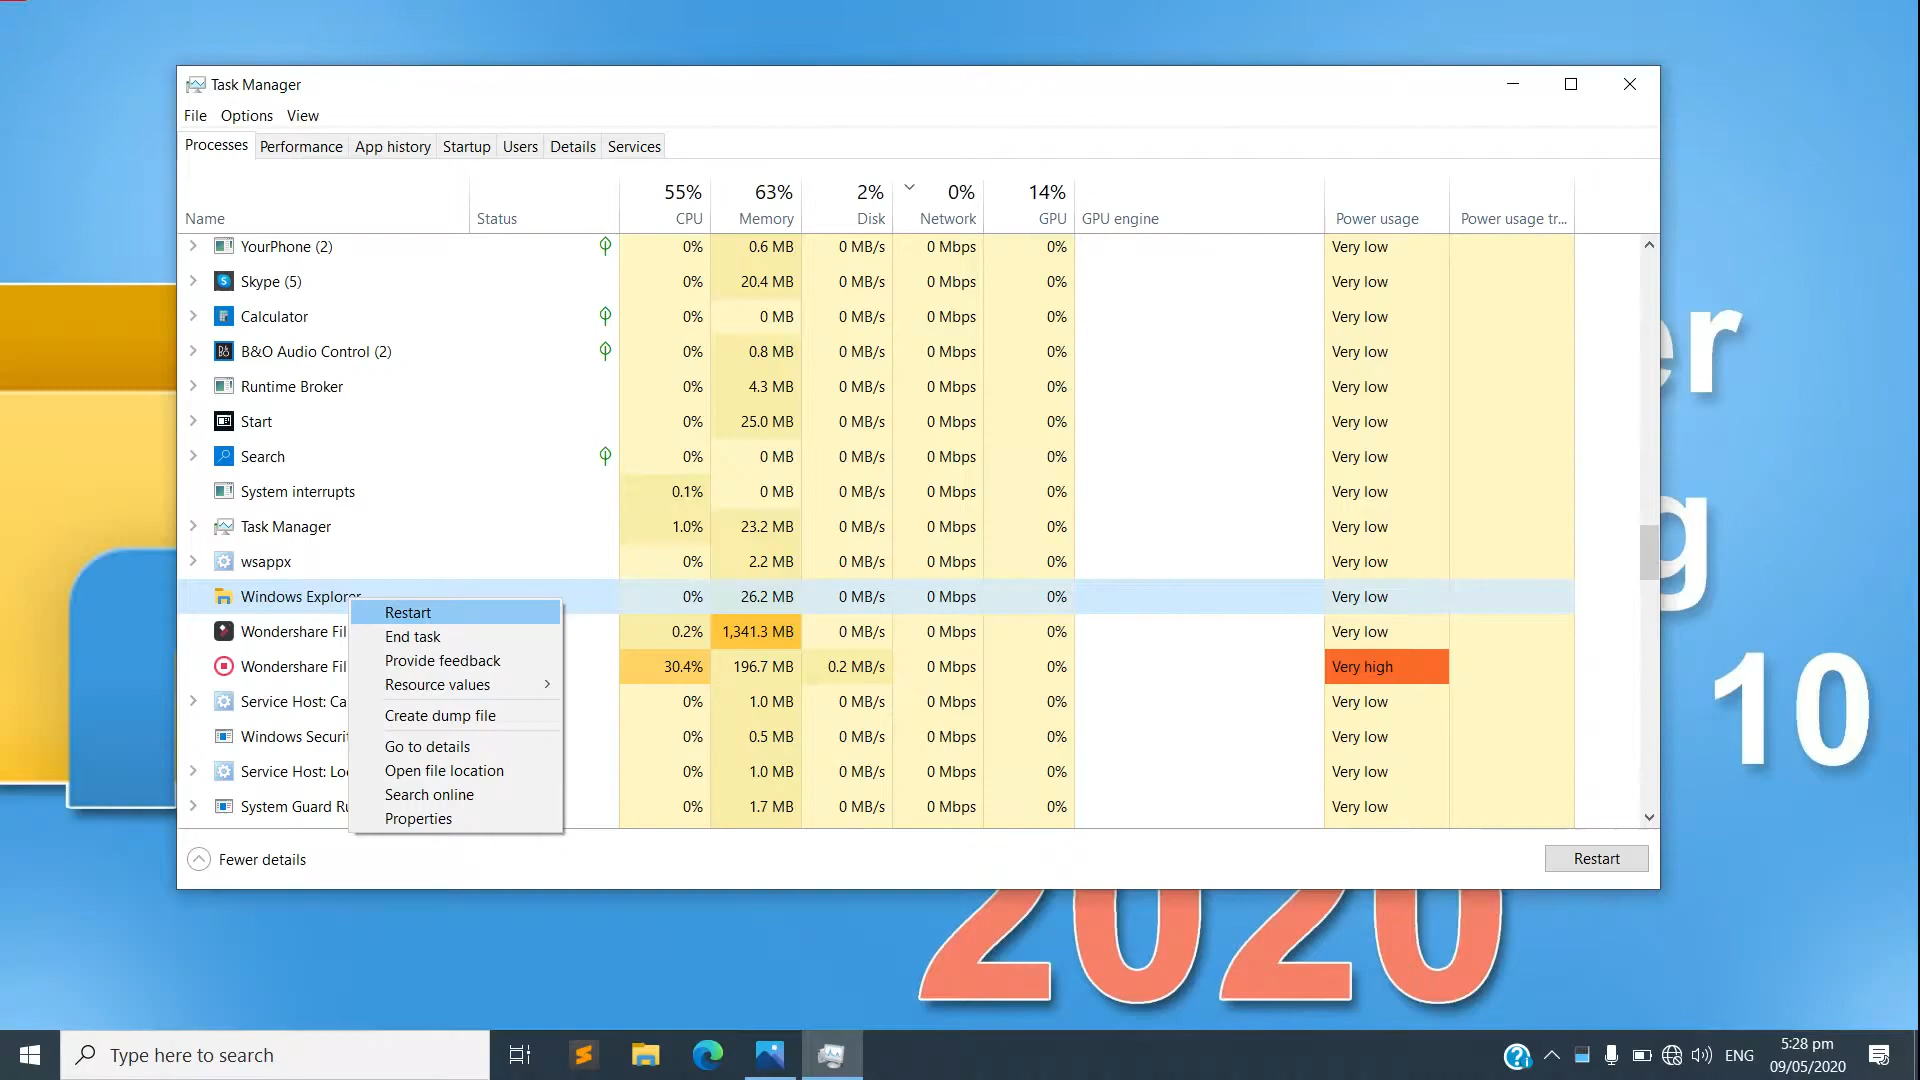 Task Manager
File Options View
Processes Performance App history Startup Users Details Services
55% 63% 2% 0% 14%
Name Status CPU Memory Disk Network GPU GPU engine Power usage Power usage tr...
YourPhone (2) 0% 0.6 MB 0 MB/s 0 Mbps 0% Very low
Skype (5) 0% 20.4 MB 0 MB/s 0 Mbps 0% Very low
Calculator 0% 0 MB 0 MB/s 0 Mbps 0% Very low
B&O Audio Control (2) 0% 0.8 MB 0 MB/s 0 Mbps 0% Very low
Runtime Broker 0% 4.3 MB 0 MB/s 0 Mbps 0% Very low
Start 0% 25.0 MB 0 MB/s 0 Mbps 0% Very low
Search 0% 0 MB 0 MB/s 0 Mbps 0% Very low
System interrupts 0.1% 0 MB 0 MB/s 0 Mbps 0% Very low
Task Manager 1.0% 23.2 MB 0 MB/s 0 Mbps 0% Very low
wsappx 0% 2.2 MB 0 MB/s 0 Mbps 0% Very low
Windows Explorer 0% 26.2 MB 0 MB/s 0 Mbps 0% Very low
Wondershare Fil 0.2% 1,341.3 MB 0 MB/s 0 Mbps 0% Very low
Wondershare Fil 30.4% 196.7 MB 0.2 MB/s 0 Mbps 0% Very high
Service Host: Ca 0% 1.0 MB 0 MB/s 0 Mbps 0% Very low
Windows Securit 0% 0.5 MB 0 MB/s 0 Mbps 0% Very low
Service Host: Lo 0% 1.0 MB 0 MB/s 0 Mbps 0% Very low
System Guard Ru 0% 1.7 MB 0 MB/s 0 Mbps 0% Very low
Restart
End task
Provide feedback
Resource values
Create dump file
Go to details
Open file location
Search online
Properties
Fewer details Restart
er
g
10
2020
Type here to search
ENG
5:28 pm
09/05/2020